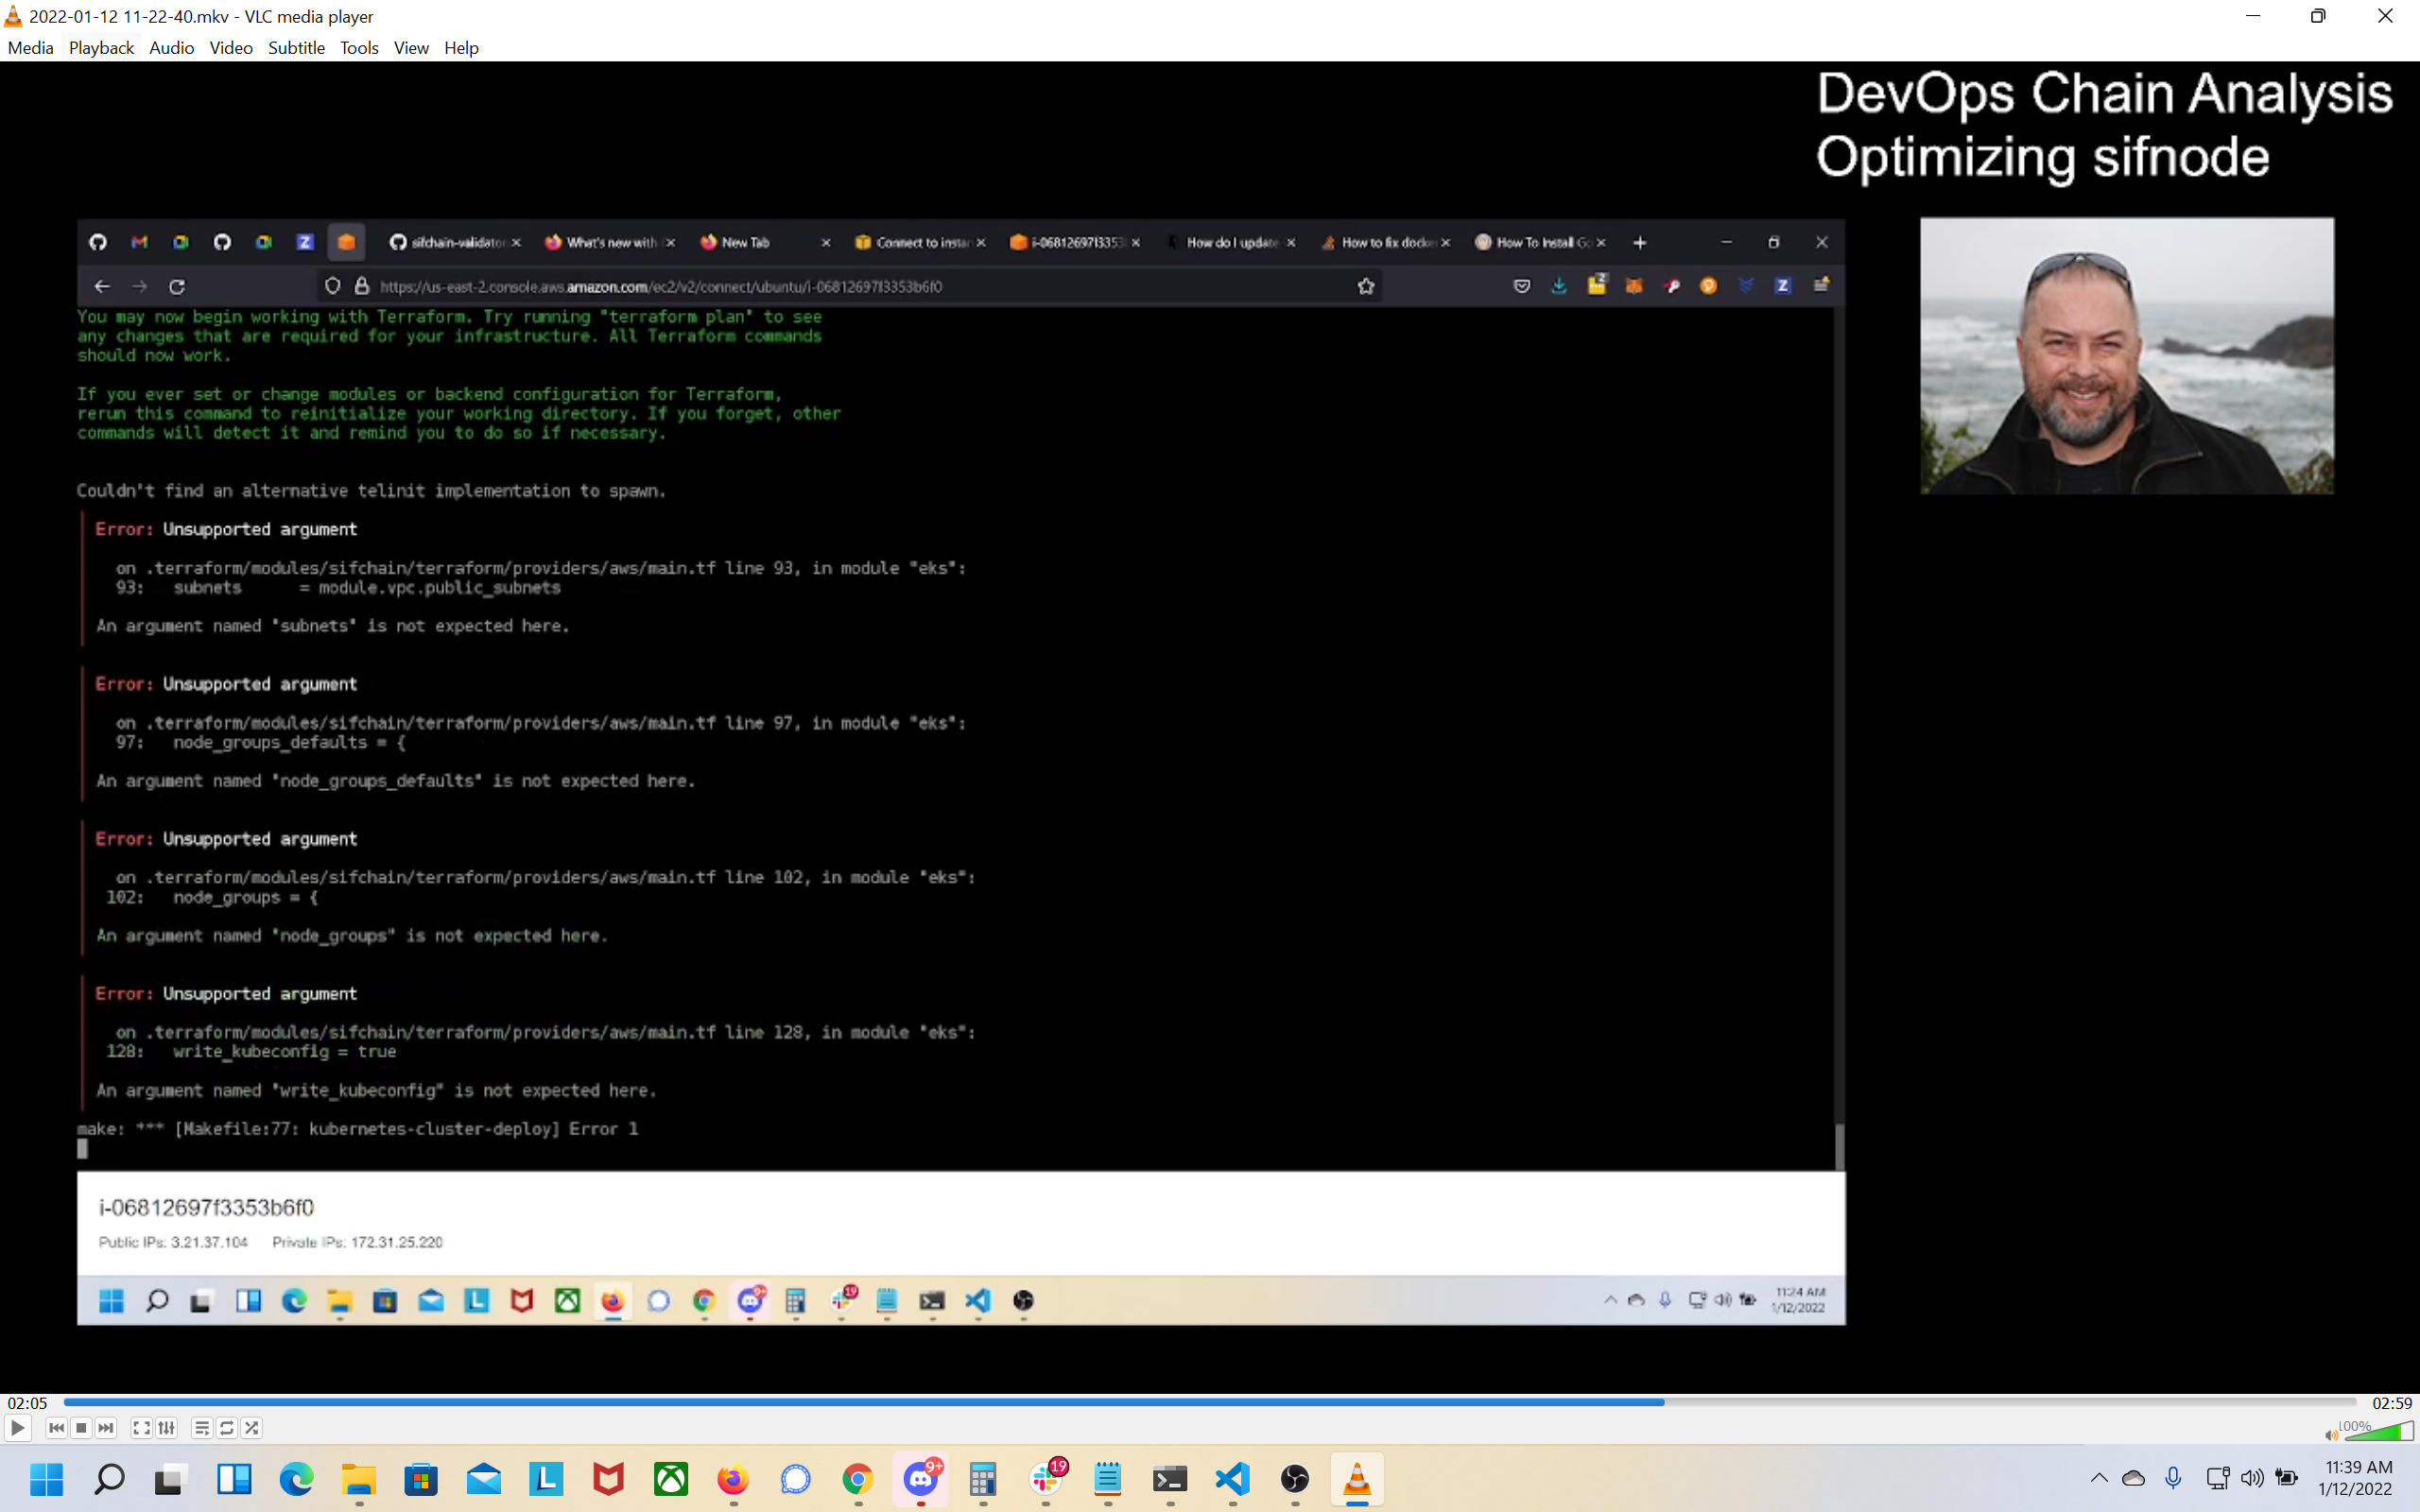 2022-01-12 11-22-40.mkv - VLC media player
Media Playback Audio Video Subtitle Tools View Help
DevOps Chain Analysis
Optimizing sifnode
sifchain-validator What's new with New Tab Connect to instan i-06812697f3353 How do I update How to fix docke How To Install Go
https://us-east-2.console.aws.amazon.com/ec2/v2/connect/ubuntu/i-06812697f3353b6f0
You may now begin working with Terraform. Try running "terraform plan" to see
any changes that are required for your infrastructure. All Terraform commands
should now work.
If you ever set or change modules or backend configuration for Terraform,
rerun this command to reinitialize your working directory. If you forget, other
commands will detect it and remind you to do so if necessary.
Couldn't find an alternative telinit implementation to spawn.
Error: Unsupported argument
on .terraform/modules/sifchain/terraform/providers/aws/main.tf line 93, in module "eks":
93: subnets = module.vpc.public_subnets
An argument named "subnets" is not expected here.
Error: Unsupported argument
on .terraform/modules/sifchain/terraform/providers/aws/main.tf line 97, in module "eks":
97: node_groups_defaults = {
An argument named "node_groups_defaults" is not expected here.
Error: Unsupported argument
on .terraform/modules/sifchain/terraform/providers/aws/main.tf line 102, in module "eks":
102: node_groups = {
An argument named "node_groups" is not expected here.
Error: Unsupported argument
on .terraform/modules/sifchain/terraform/providers/aws/main.tf line 128, in module "eks":
128: write_kubeconfig = true
An argument named "write_kubeconfig" is not expected here.
make: *** [Makefile:77: kubernetes-cluster-deploy] Error 1
i-06812697f3353b6f0
Public IPs: 3.21.37.104 Private IPs: 172.31.25.220
11:24 AM
1/12/2022
02:05
02:59
100%
9+
19
11:39 AM
1/12/2022